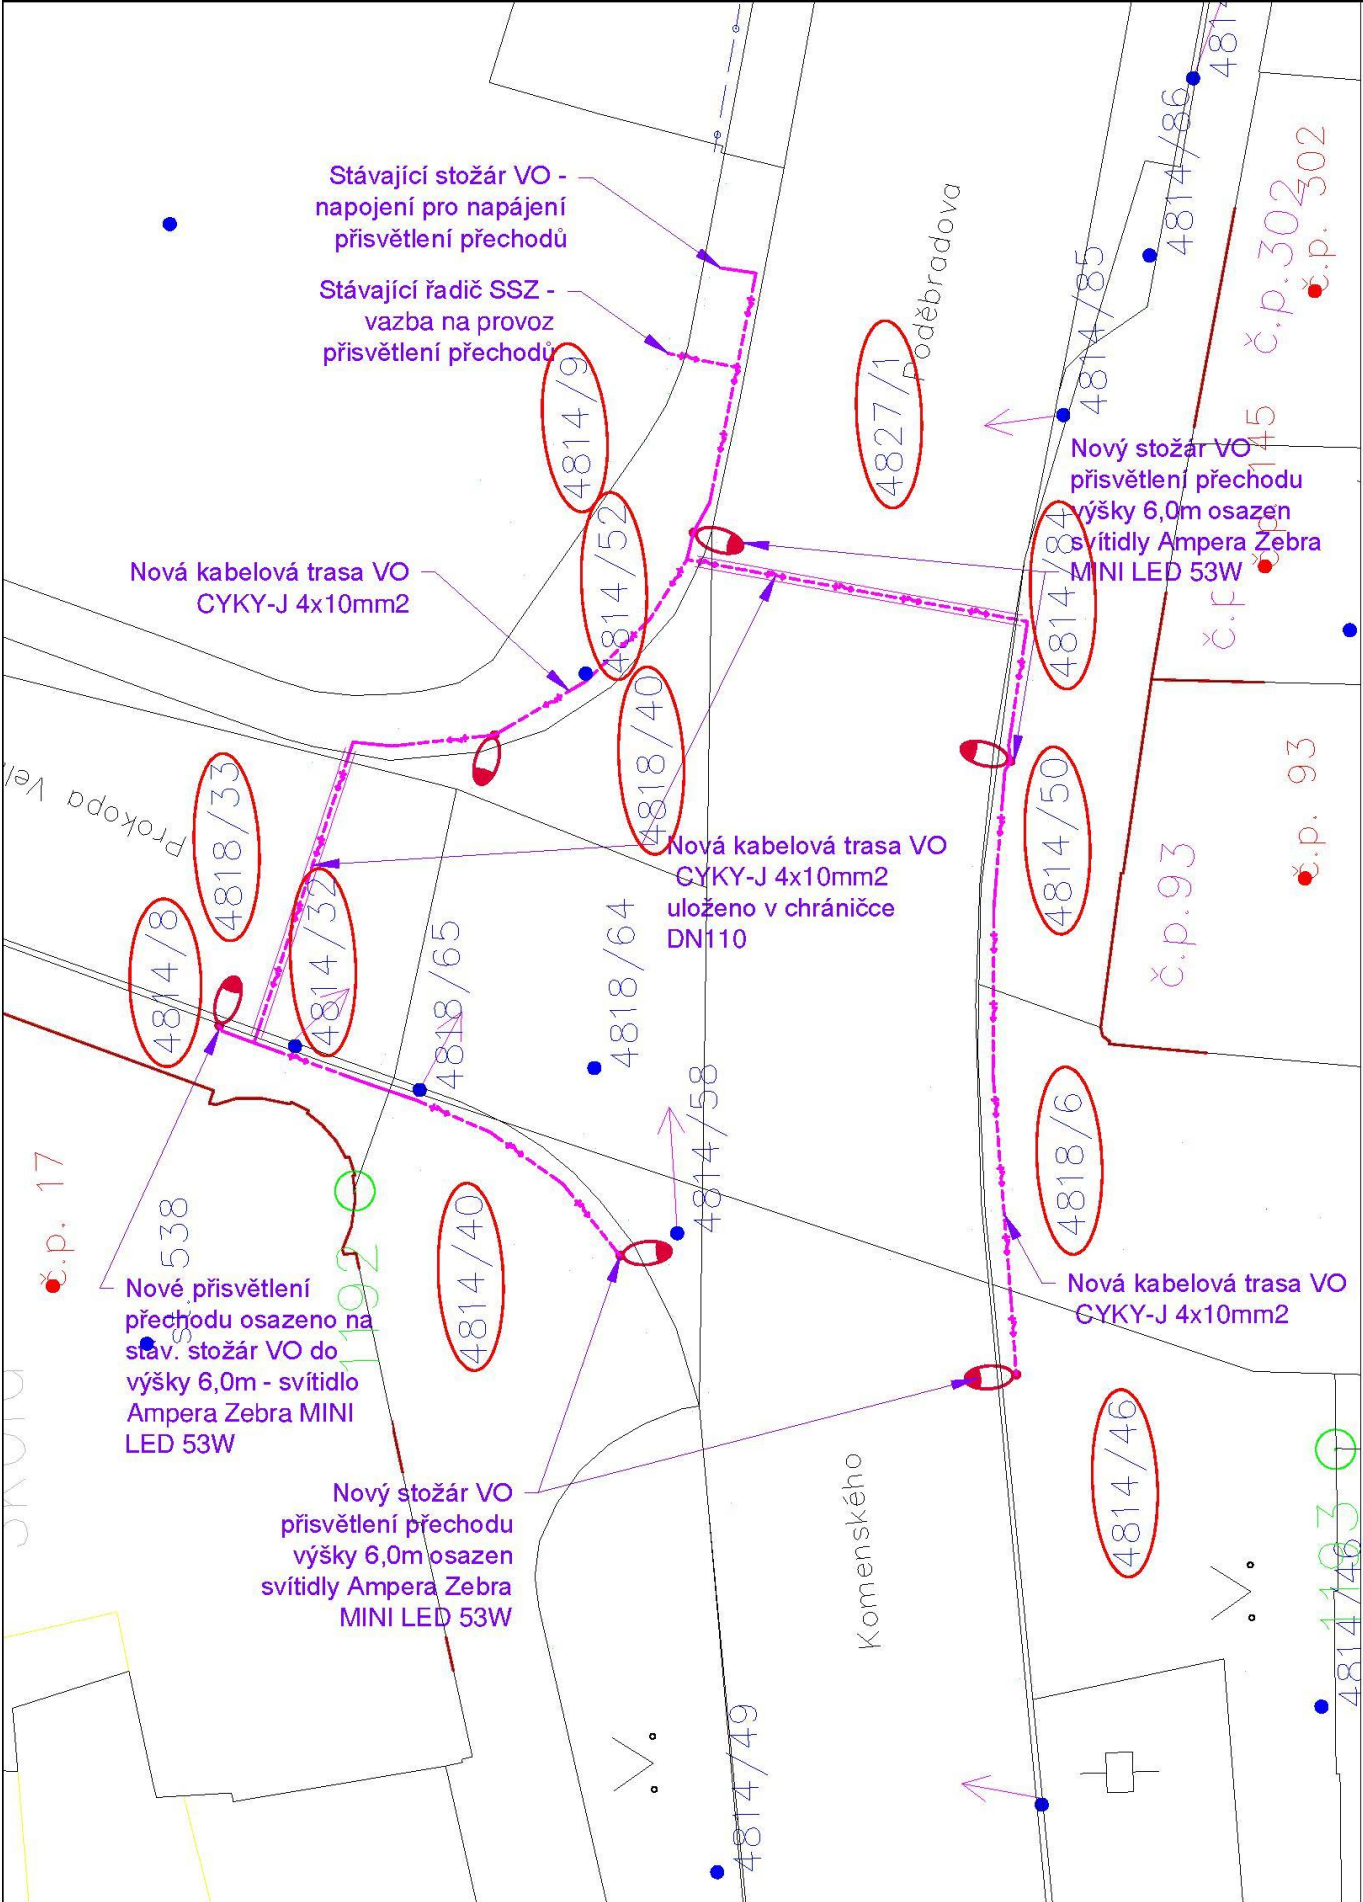 4814
4814/86
Stávající stožár VO -
napojení pro napájení
přisvětlení přechodů
Stávající řadič SSZ -
vazba na provoz
přisvětlení přechodů
Poděbradova
č.p.302
č.p. 302
4814/85
4814/9
4827/1
145
Nový stožár VO
přisvětlení přechodu
výšky 6,0m osazen
svítidly Ampera Zebra
MINI LED 53W
4814/52
4814/84
Nová kabelová trasa VO
CYKY-J 4x10mm2
4818/40
Prokopa
4818/33
4814/50
č.p. 93
č.p.93
Nová kabelová trasa VO
CYKY-J 4x10mm2
uloženo v chráničce
DN110
4814/8
4814/32
4818/65
4818/64
4814/58
4818/6
č.p. 17
538
1192
4814/40
Nové přisvětlení
přechodu osazeno na
stáv. stožár VO do
výšky 6,0m - svítidlo
Ampera Zebra MINI
LED 53W
Nová kabelová trasa VO
CYKY-J 4x10mm2
4814/46
Nový stožár VO
přisvětlení přechodu
výšky 6,0m osazen
svítidly Ampera Zebra
MINI LED 53W
Komenského
1193
4814/46
4814/49